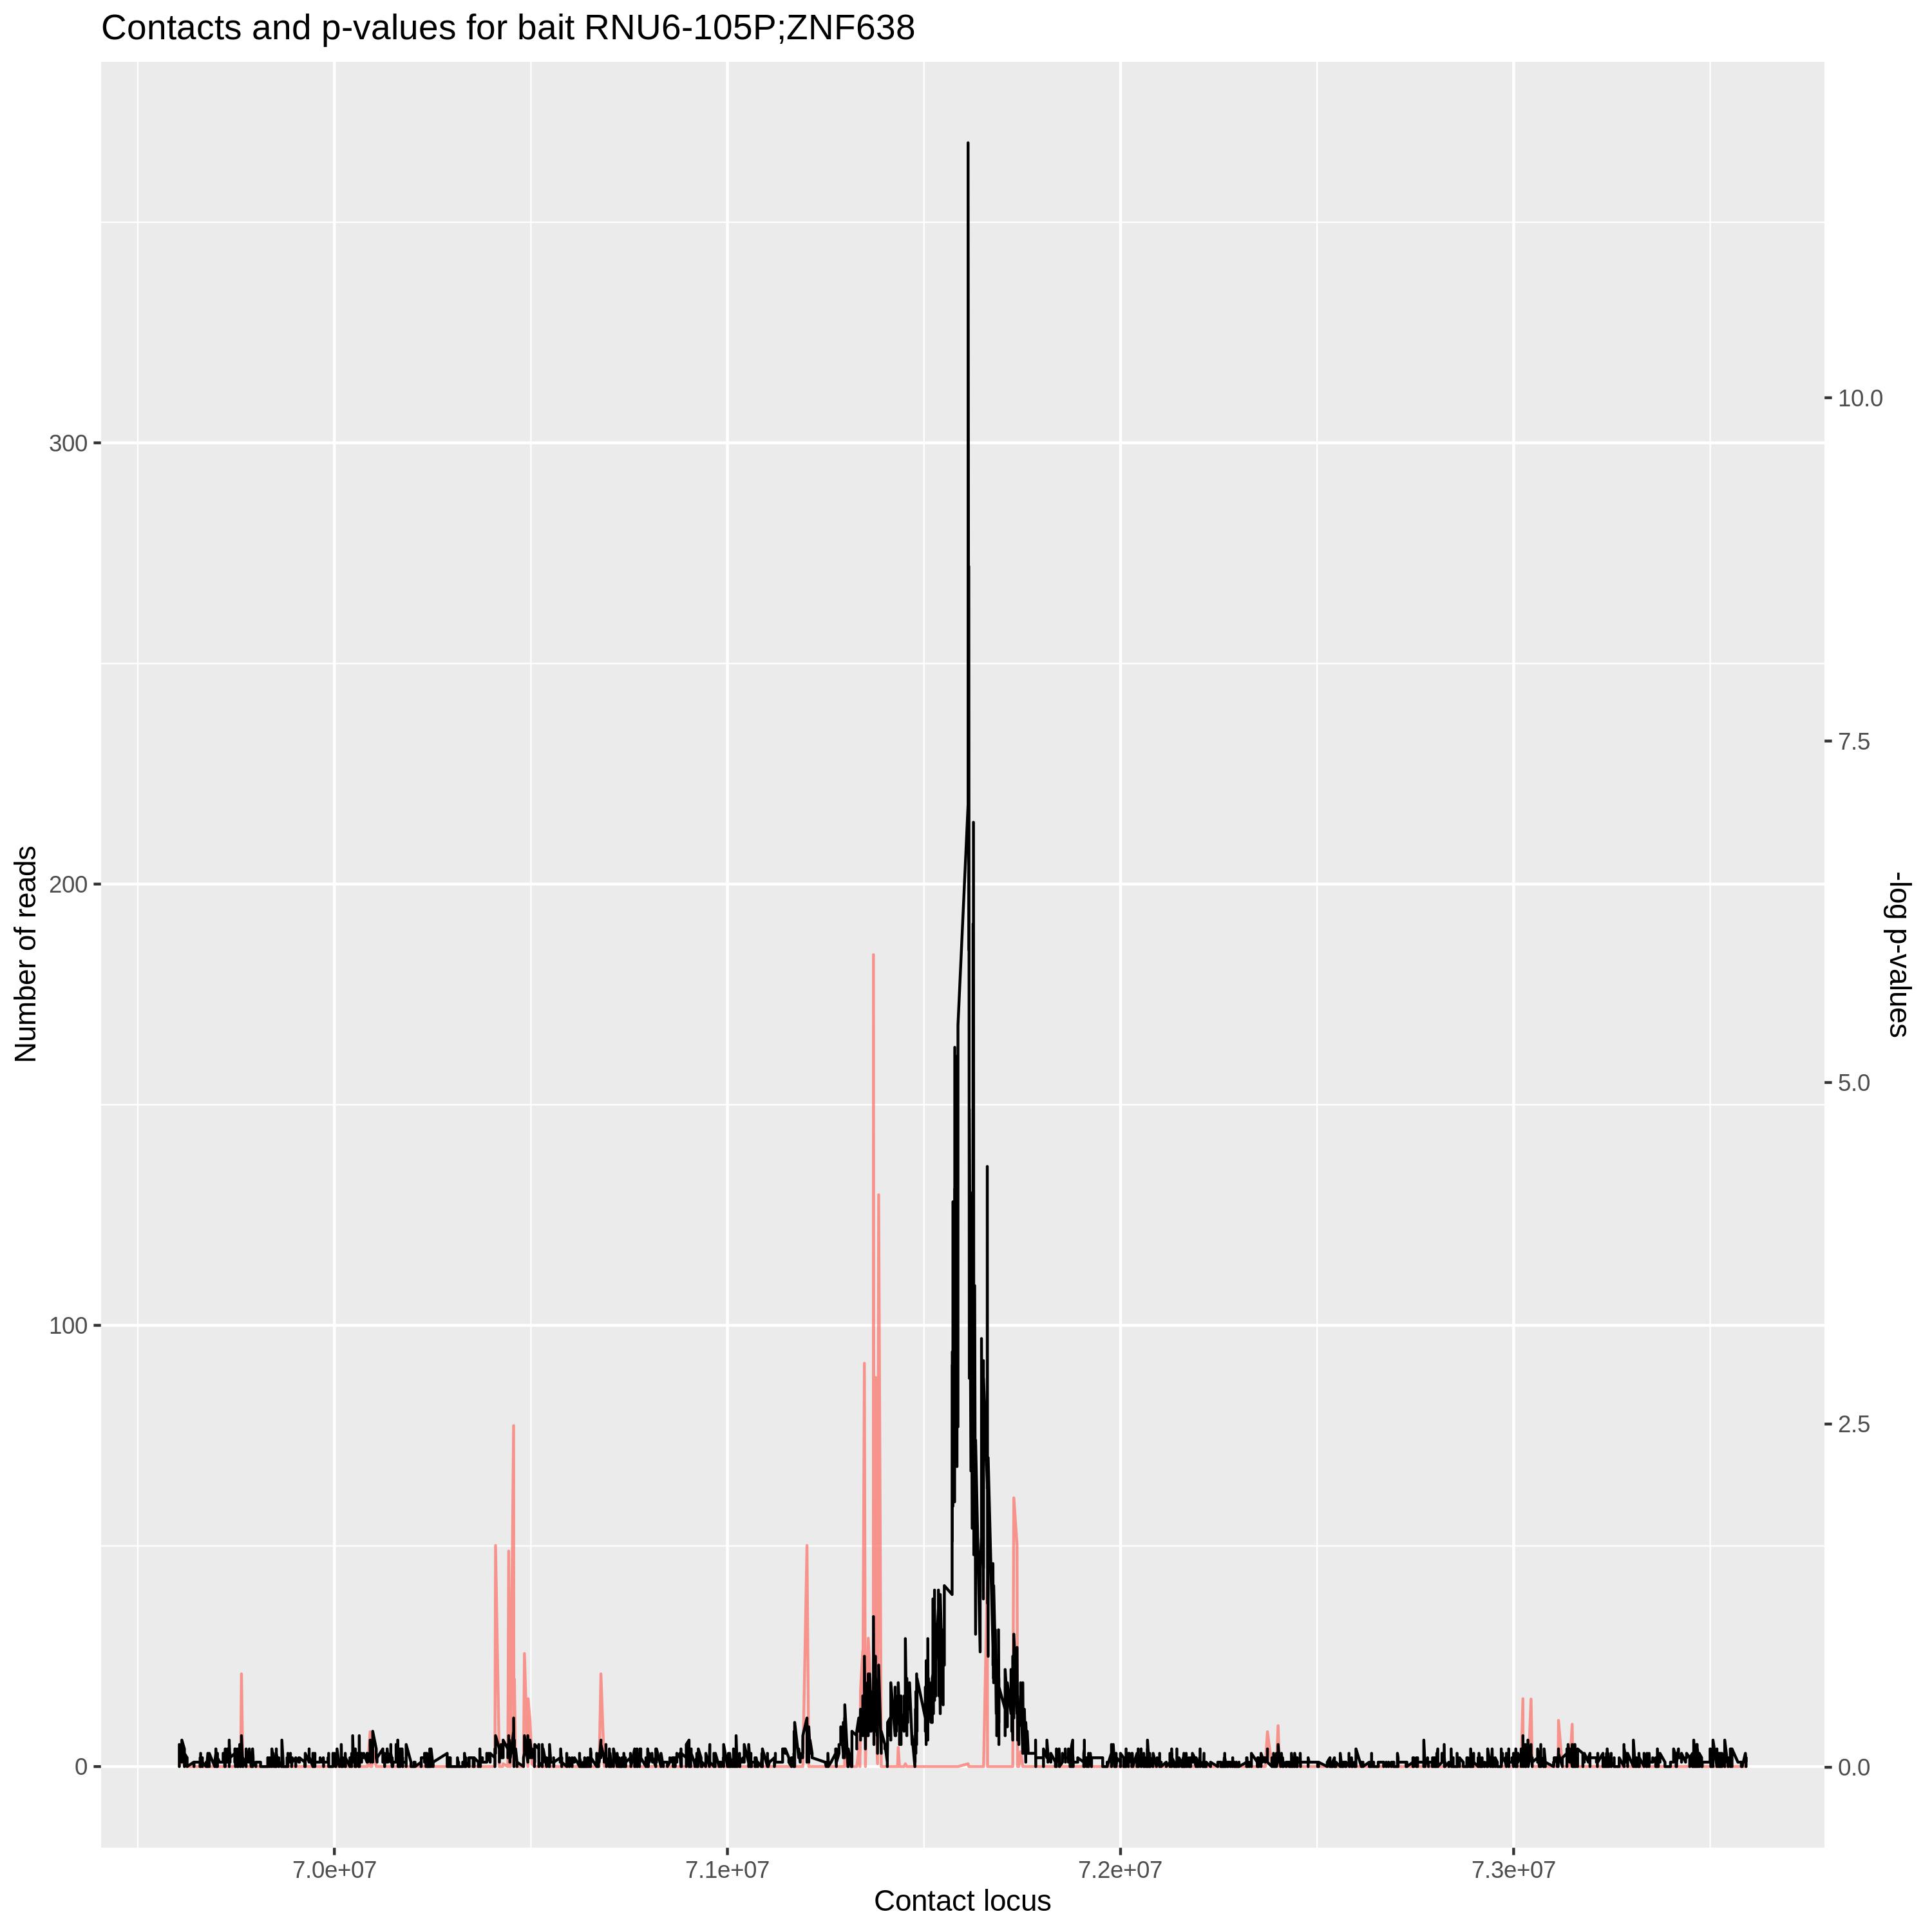 Contacts and p-values for bait RNU6-105P;ZNF638
Number of reads
300
200
100
0
10.0
7.5
5.0
2.5
0.0
-log p-values
7.0e+07 7.1e+07 7.2e+07 7.3e+07
Contact locus